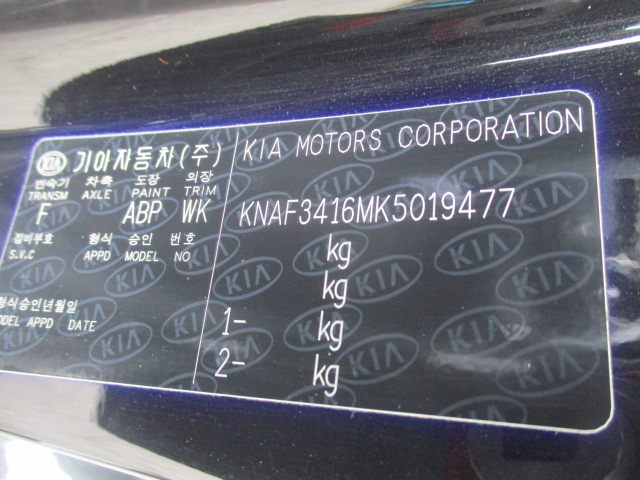 KIA 기아자동차(주)
변속기 차축 도장 의장
TRANSM AXLE PAINT TRIM
F ABP WK
정비부호 형식 승인 번호
S.V.C APPD MODEL NO
형식승인년월일
MODEL APPD DATE
KIA MOTORS CORPORATION
KNAF3416MK5019477
kg
kg
1- kg
2- kg